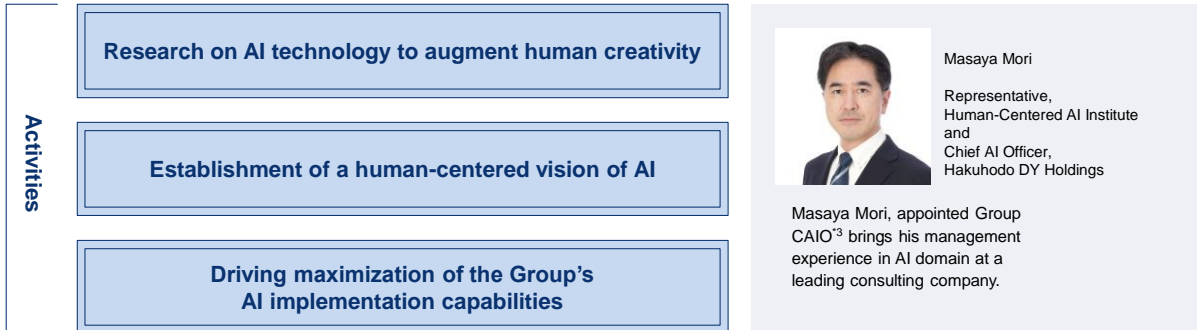 Activities
Research on AI technology to augment human creativity
Establishment of a human-centered vision of AI
Driving maximization of the Group's
AI implementation capabilities
Masaya Mori
Representative,
Human-Centered AI Institute
and
Chief AI Officer,
Hakuhodo DY Holdings
Masaya Mori, appointed Group
CAIO*3 brings his management
experience in AI domain at a
leading consulting company.